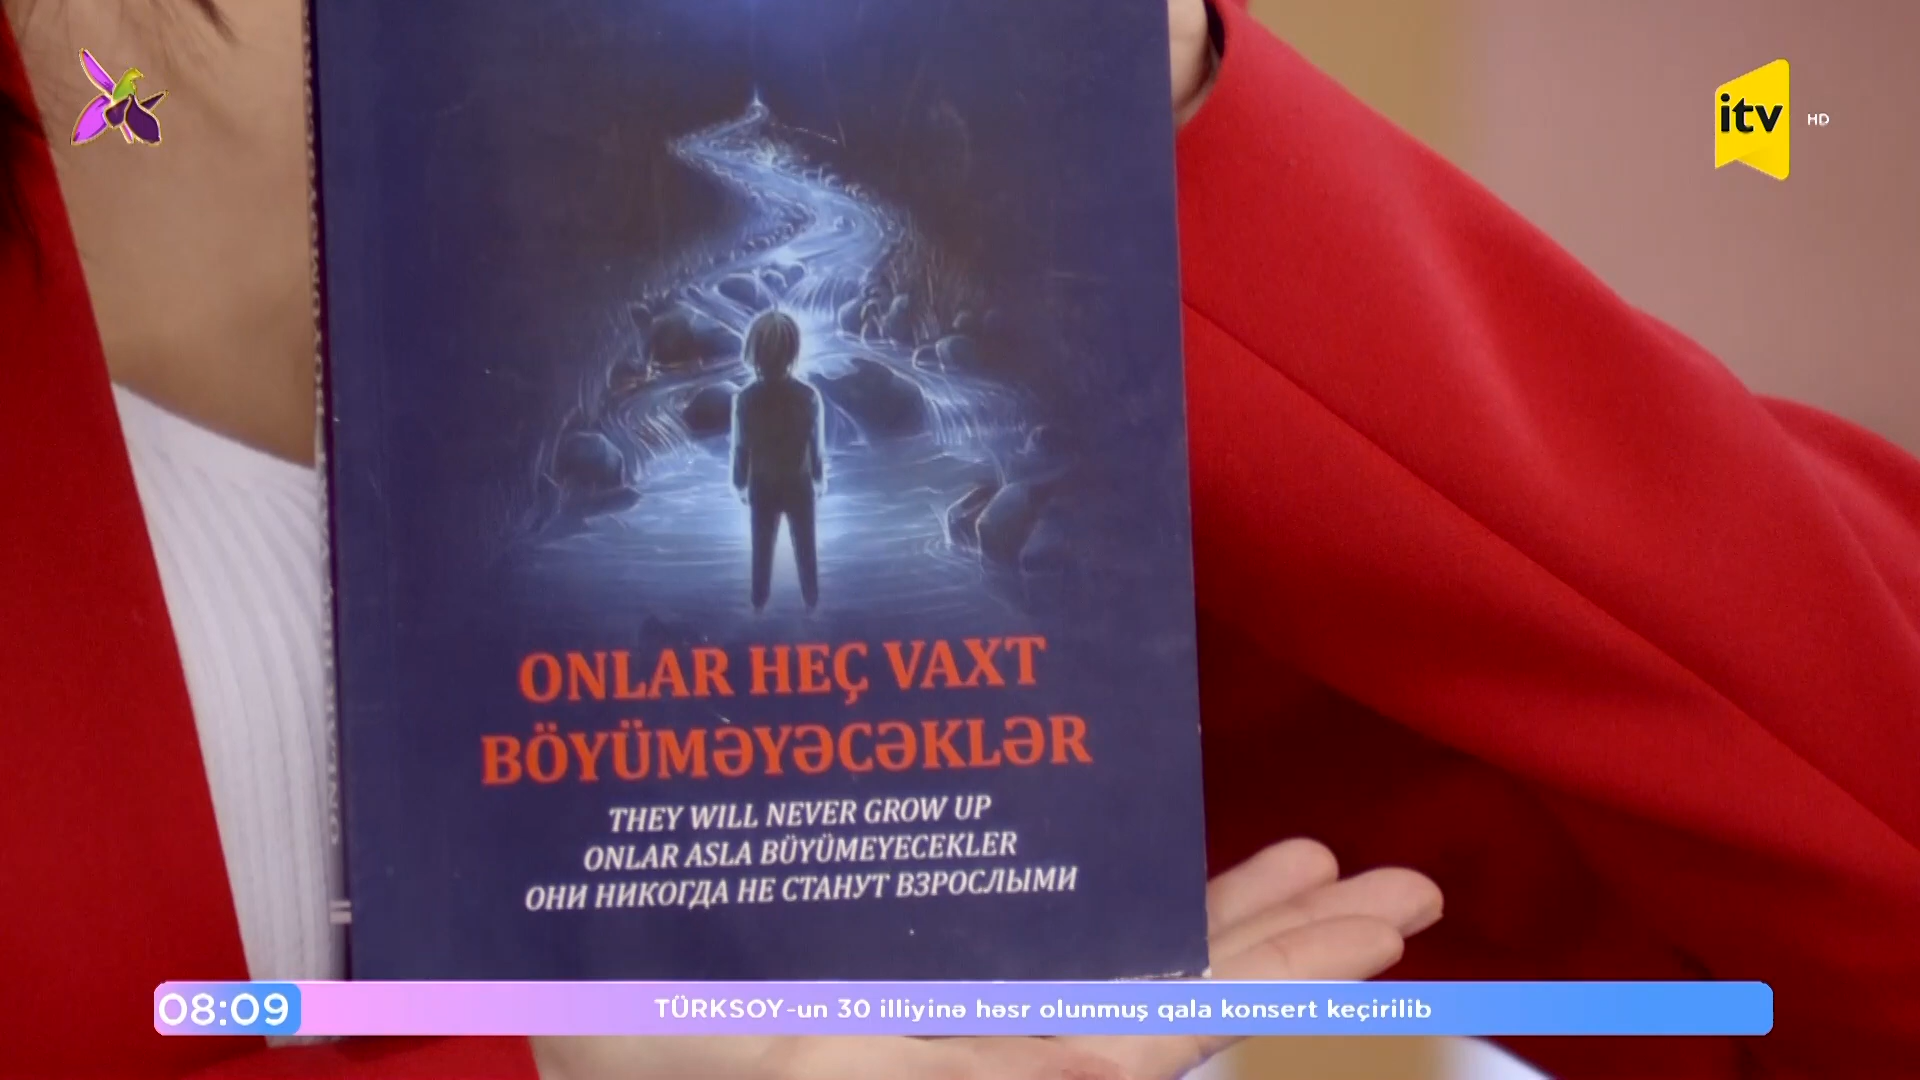 itv HD
ONLAR HEÇ VAXT
BÖYÜMƏYƏCƏKLƏR
THEY WILL NEVER GROW UP
ONLAR ASLA BÜYÜMEYECEKLER
ОНИ НИКОГДА НЕ СТАНУТ ВЗРОСЛЫМИ
08:09
TÜRKSOY-un 30 illiyinə həsr olunmuş qala konsert keçirilib